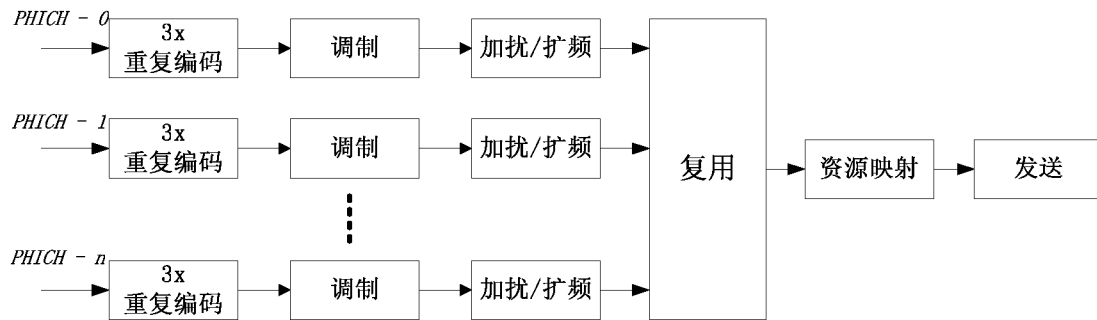 PHICH - 0
3x
重复编码
调制
加扰/扩频
PHICH - 1
3x
重复编码
调制
加扰/扩频
复用
资源映射
发送
PHICH - n
3x
重复编码
调制
加扰/扩频